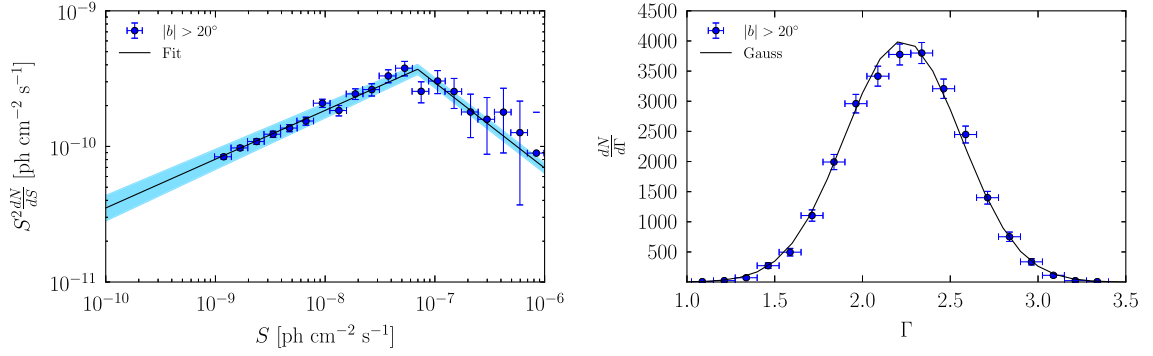 10⁻⁹
10⁻¹⁰
10⁻¹¹
S² dN/dS [ph cm⁻² s⁻¹]
|b| > 20°
Fit
10⁻¹⁰ 10⁻⁹ 10⁻⁸ 10⁻⁷ 10⁻⁶
S [ph cm⁻² s⁻¹]
4500
4000
3500
3000
2500
2000
1500
1000
500
dN/dΓ
|b| > 20°
Gauss
1.0 1.5 2.0 2.5 3.0 3.5
Γ